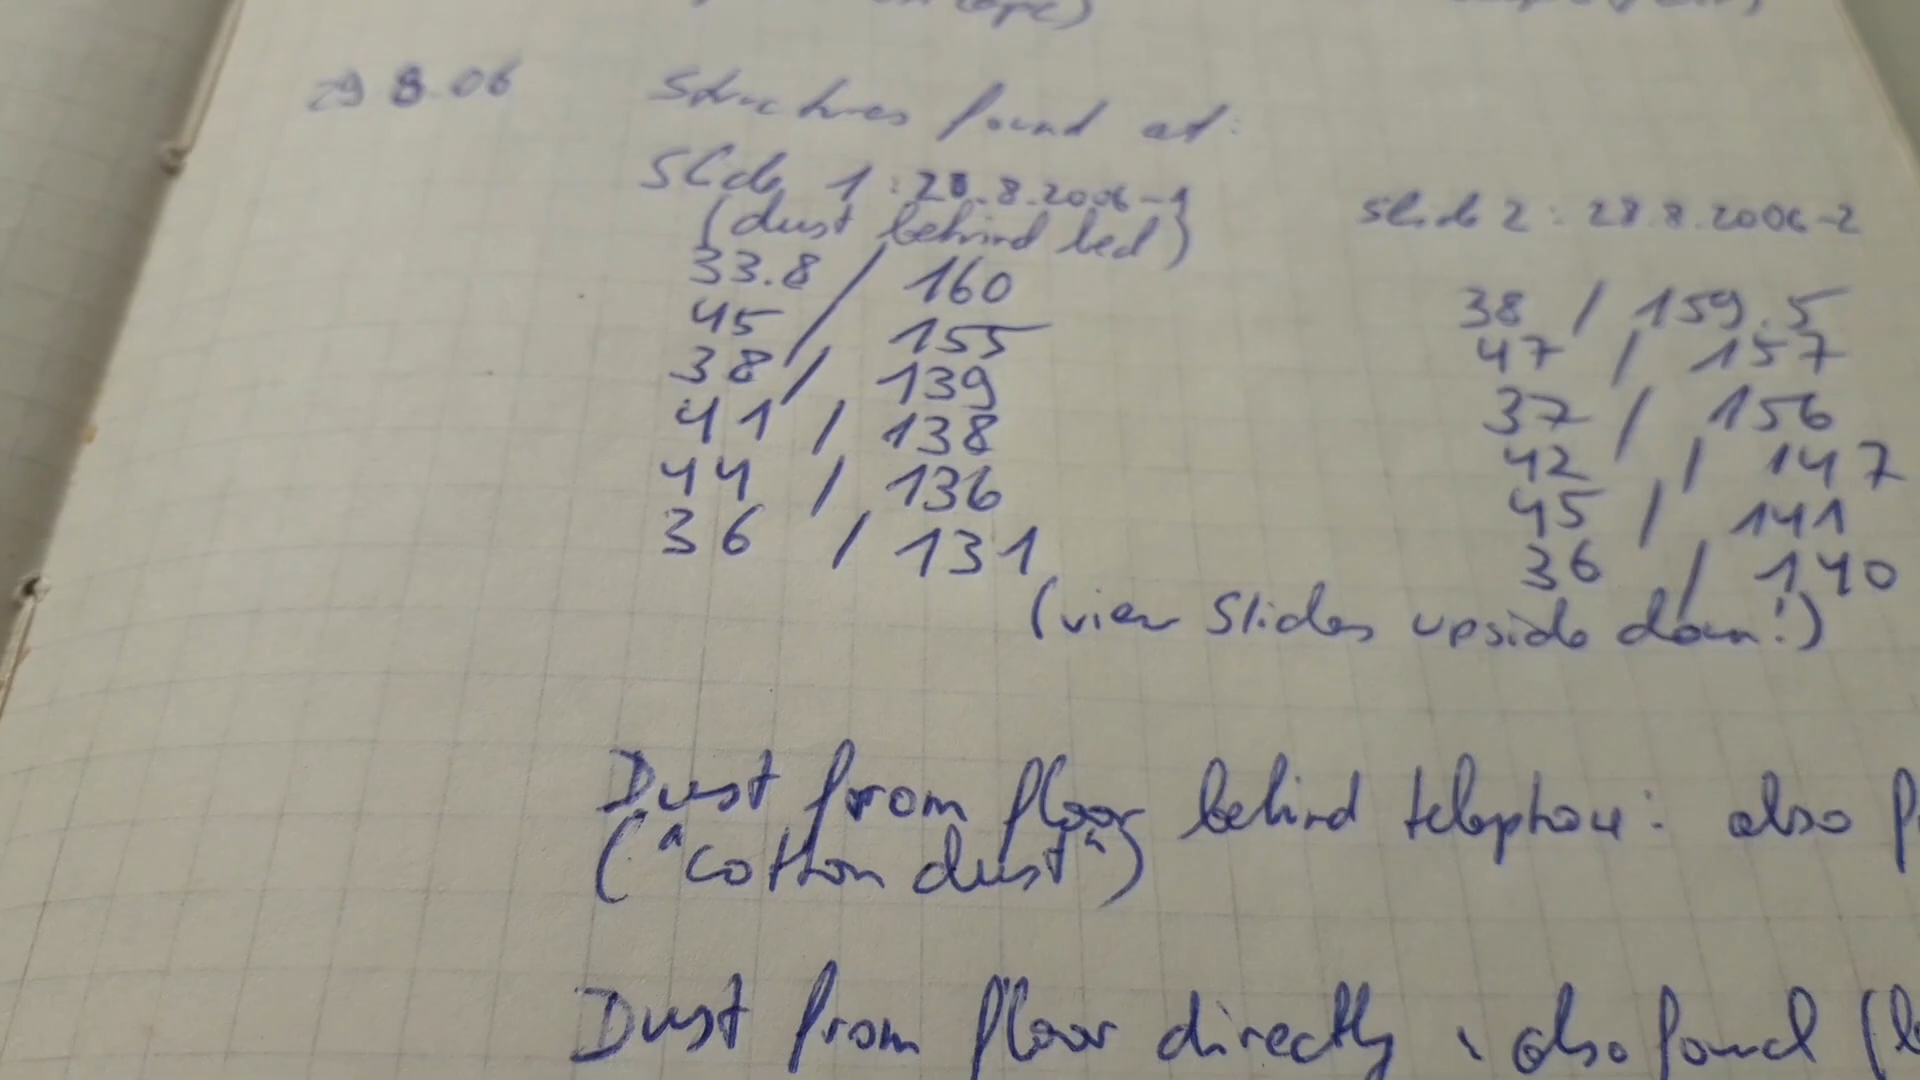 29 8.06 Structures found at:
Slide 1: 28.8.2006-1
(dust behind bed)
33.8 / 160
45 / 155
38 / 139
41 / 138
44 / 136
36 / 131
Slide 2: 28.8.2006-2
38 / 159.5
47 / 157
37 / 156
42 / 147
45 / 141
36 / 140
(view Slides upside down!)
Dust from floor behind telephone: also
("cotton dust")
Dust from floor directly: also found